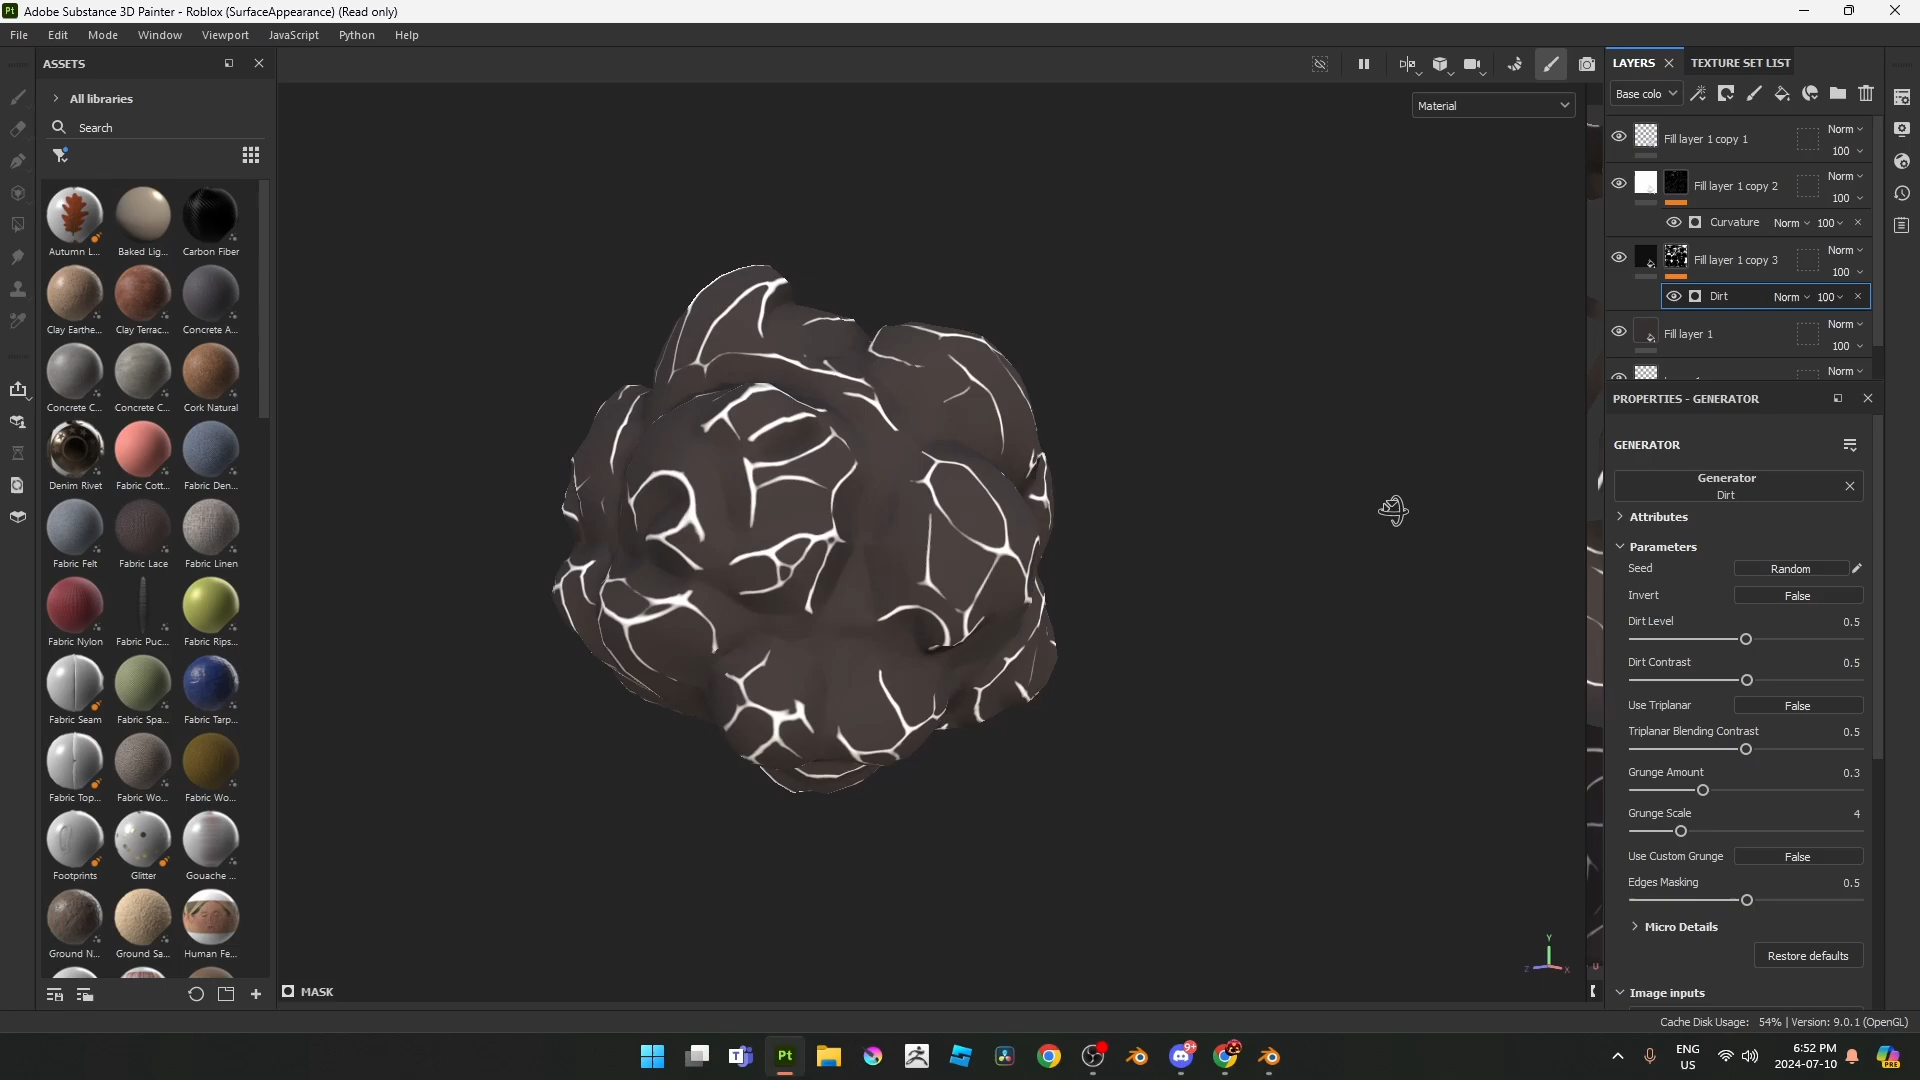 Pt Adobe Substance 3D Painter - Roblox (SurfaceAppearance) (Read only)
File Edit Mode Window Viewport JavaScript Python Help
ASSETS
All libraries
Search
Autumn L... Baked Lig... Carbon Fiber
Clay Earthe... Clay Terrac... Concrete A...
Concrete C... Concrete C... Cork Natural
Denim Rivet Fabric Cott... Fabric Den...
Fabric Felt Fabric Lace Fabric Linen
Fabric Nylon Fabric Puc... Fabric Rips...
Fabric Seam Fabric Spa... Fabric Tarp...
Fabric Top... Fabric Wo... Fabric Wo...
Footprints Glitter Gouache ...
Ground N... Ground Sa... Human Fe...
Material
Y
Z X
MASK
LAYERS TEXTURE SET LIST
Base colo
Fill layer 1 copy 1 Norm
100
Fill layer 1 copy 2 Norm
100
Curvature Norm 100
Fill layer 1 copy 3 Norm
100
Dirt Norm 100
Fill layer 1 Norm
100
Norm
PROPERTIES - GENERATOR
GENERATOR
Generator
Dirt
Attributes
Parameters
Seed Random
Invert False
Dirt Level 0.5
Dirt Contrast 0.5
Use Triplanar False
Triplanar Blending Contrast 0.5
Grunge Amount 0.3
Grunge Scale 4
Use Custom Grunge False
Edges Masking 0.5
Micro Details
Restore defaults
Image inputs
Cache Disk Usage: 54% | Version: 9.0.1 (OpenGL)
Pt
9+
ENG
US
6:52 PM
2024-07-10
PRE